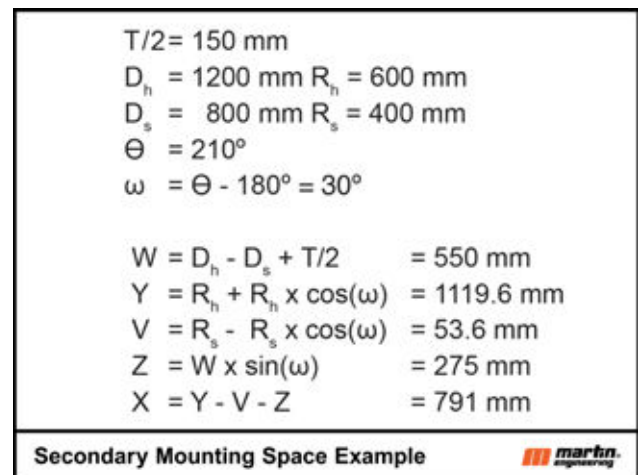 T/2= 150 mm
Dₕ = 1200 mm Rₕ = 600 mm
Dₛ = 800 mm Rₛ = 400 mm
Θ = 210º
ω = Θ - 180º = 30º
W = Dₕ - Dₛ + T/2 = 550 mm
Y = Rₕ + Rₕ x cos(ω) = 1119.6 mm
V = Rₛ - Rₛ x cos(ω) = 53.6 mm
Z = W x sin(ω) = 275 mm
X = Y - V - Z = 791 mm
Secondary Mounting Space Example martin. engineering